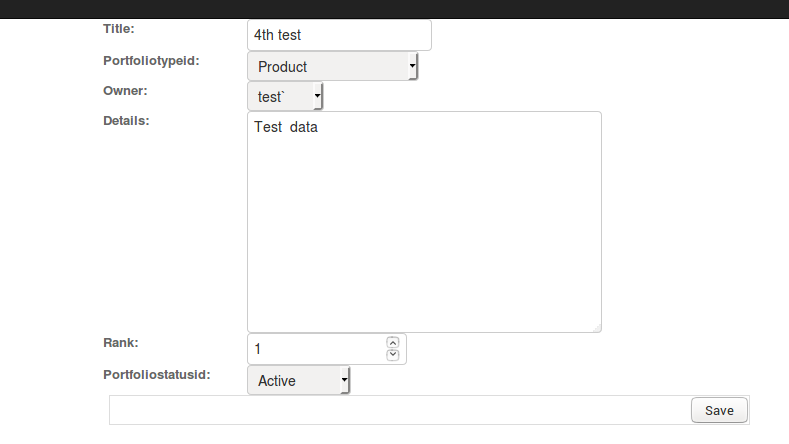 Title: 4th test
Portfoliotypeid: Product
Owner: test`
Details: Test  data
Rank: 1
Portfoliostatusid: Active
Save